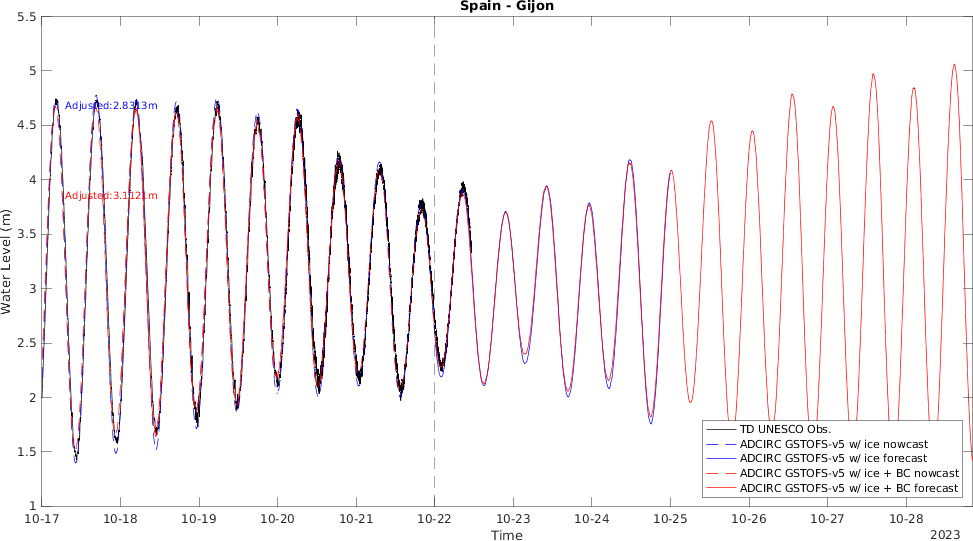 Spain - Gijon
5.5
5
4.5
4
3.5
3
2.5
2
1.5
1
Water Level (m)
Adjusted:2.8313m
Adjusted:3.1121m
TD UNESCO Obs.
ADCIRC GSTOFS-v5 w/ ice nowcast
ADCIRC GSTOFS-v5 w/ ice forecast
ADCIRC GSTOFS-v5 w/ ice + BC nowcast
ADCIRC GSTOFS-v5 w/ ice + BC forecast
10-17 10-18 10-19 10-20 10-21 10-22 10-23 10-24 10-25 10-26 10-27 10-28
Time
2023